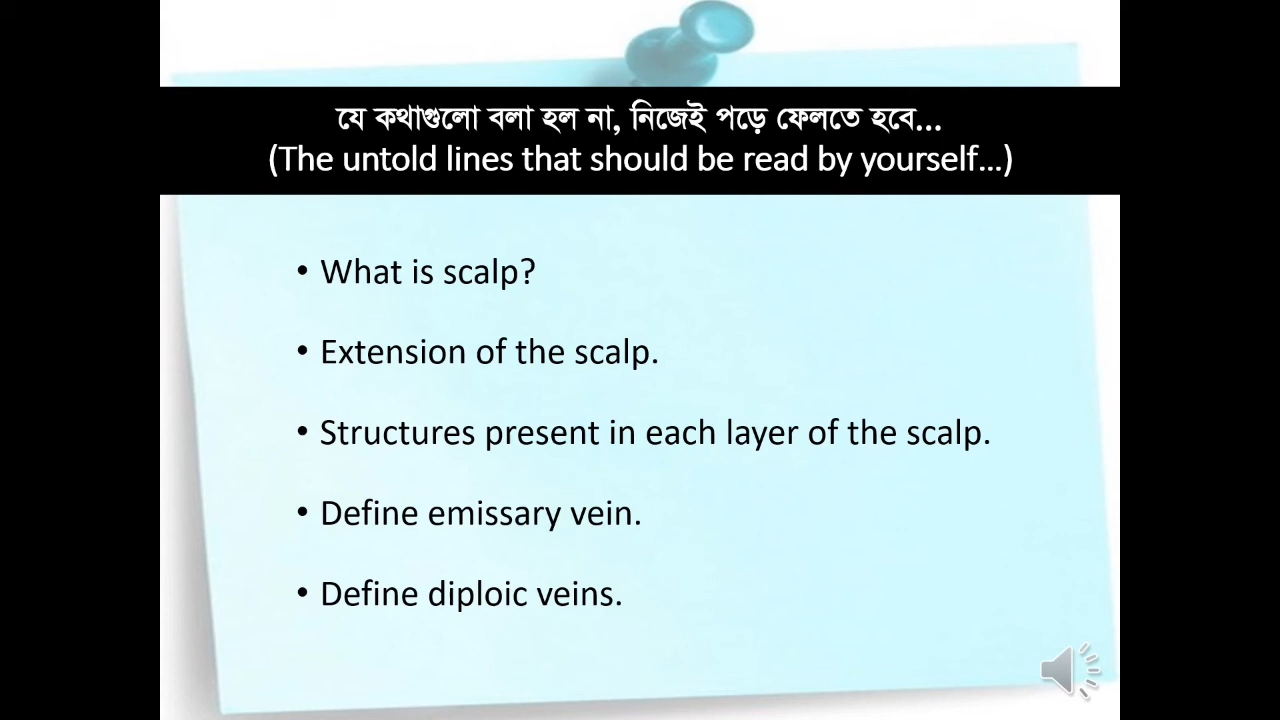 যে কথাগুলো বলা হল না, নিজেই পড়ে ফেলতে হবে...
(The untold lines that should be read by yourself...)
• What is scalp?
• Extension of the scalp.
• Structures present in each layer of the scalp.
• Define emissary vein.
• Define diploic veins.